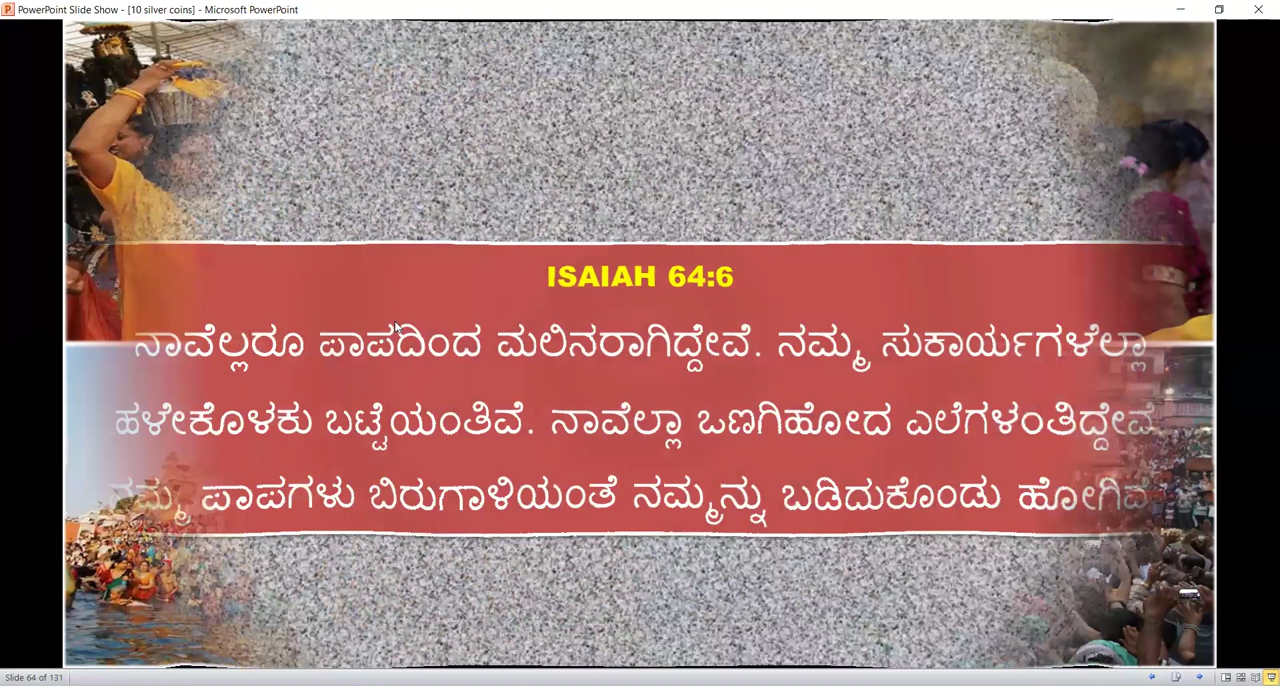 PowerPoint Slide Show - [10 silver coins] - Microsoft PowerPoint
ISAIAH 64:6
ನಾವೆಲ್ಲರೂ ಪಾಪದಿಂದ ಮಲಿನರಾಗಿದ್ದೇವೆ. ನಮ್ಮ ಸುಕಾರ್ಯಗಳೆಲ್ಲಾ
ಹಳೇಕೊಳಕು ಬಟ್ಟೆಯಂತಿವೆ. ನಾವೆಲ್ಲಾ ಒಣಗಿಹೋದ ಎಲೆಗಳಂತಿದ್ದೇವೆ
ನಮ್ಮ ಪಾಪಗಳು ಬಿರುಗಾಳಿಯಂತೆ ನಮ್ಮನ್ನು ಬಡಿದುಕೊಂಡು
Slide 64 of 131